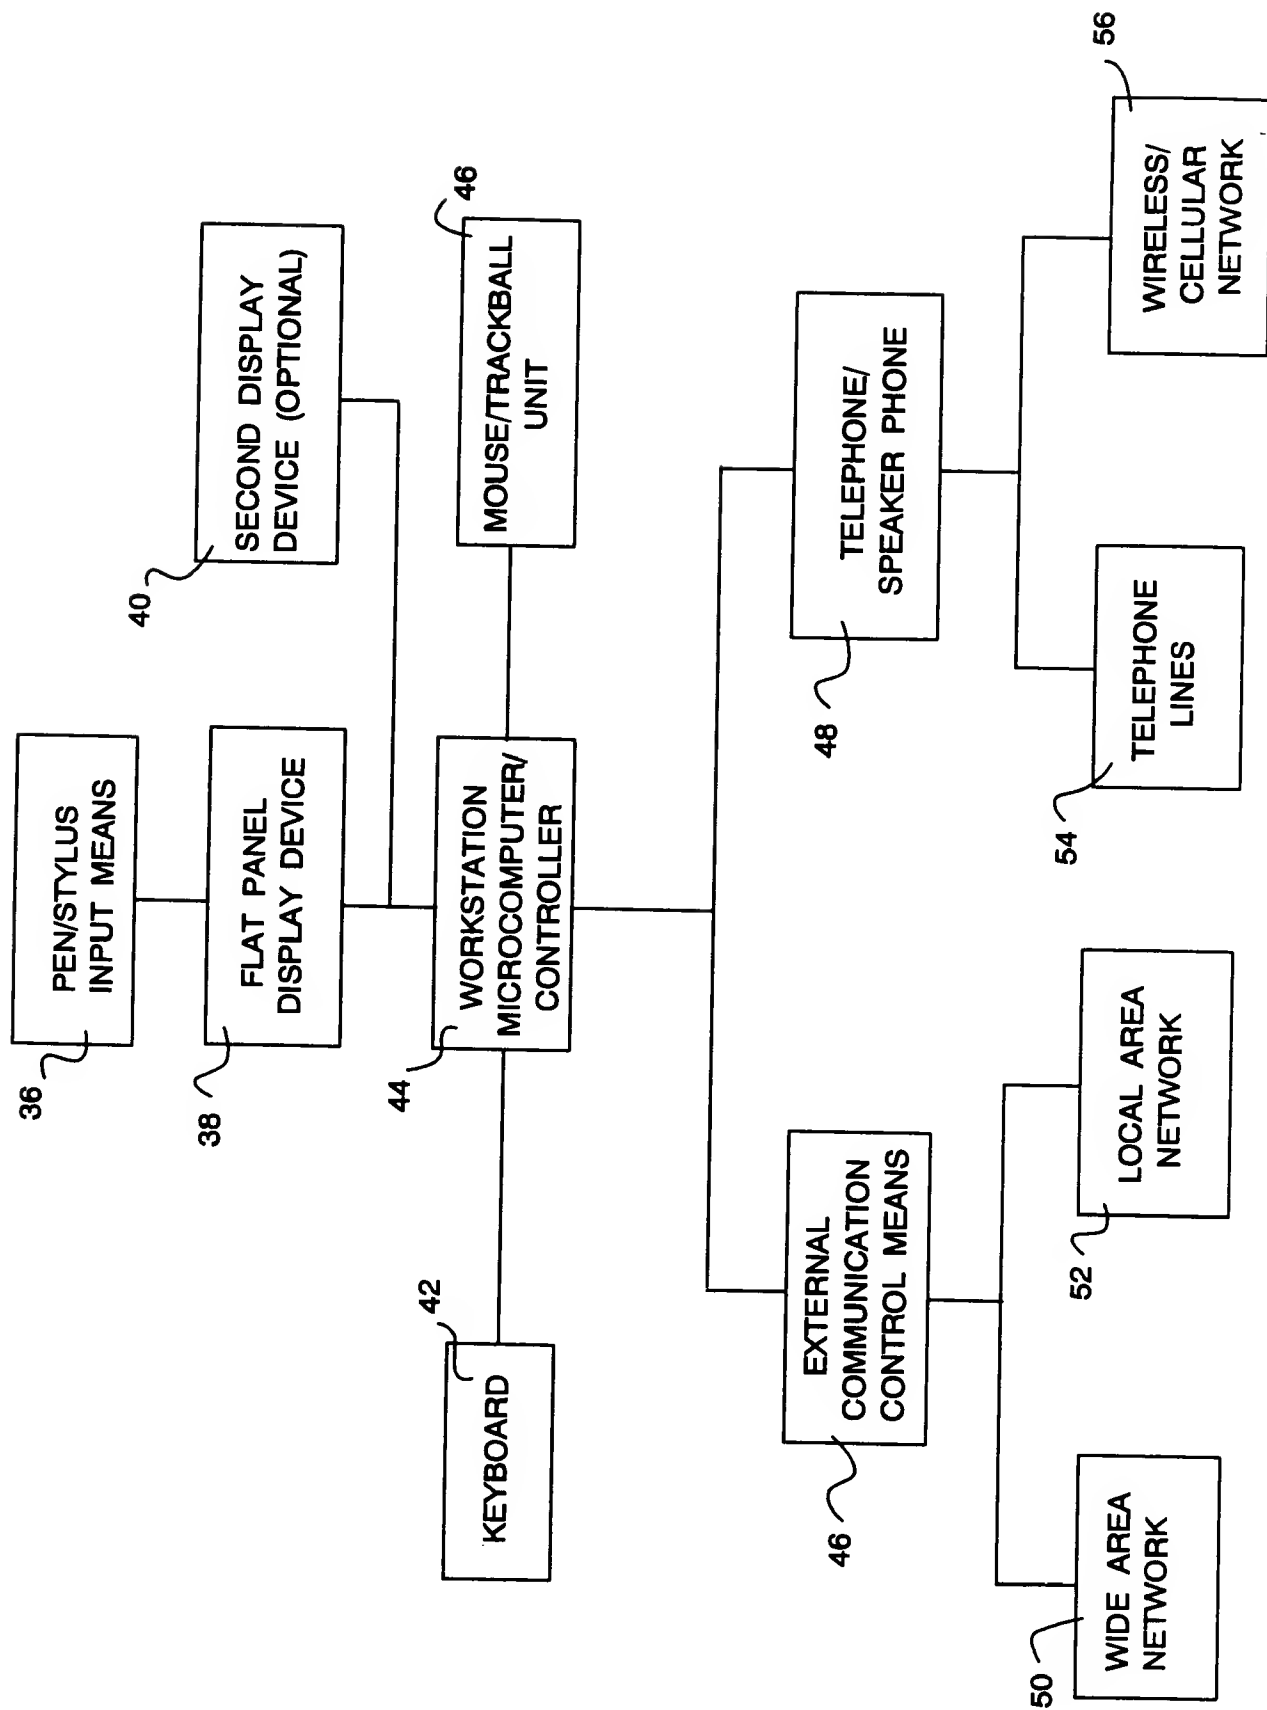 36
PEN/STYLUS
INPUT MEANS
38
FLAT PANEL
DISPLAY DEVICE
40
SECOND DISPLAY
DEVICE (OPTIONAL)
42
KEYBOARD
44
WORKSTATION
MICROCOMPUTER/
CONTROLLER
46
MOUSE/TRACKBALL
UNIT
46
EXTERNAL
COMMUNICATION
CONTROL MEANS
48
TELEPHONE/
SPEAKER PHONE
50
WIDE AREA
NETWORK
52
LOCAL AREA
NETWORK
54
TELEPHONE
LINES
56
WIRELESS/
CELLULAR
NETWORK